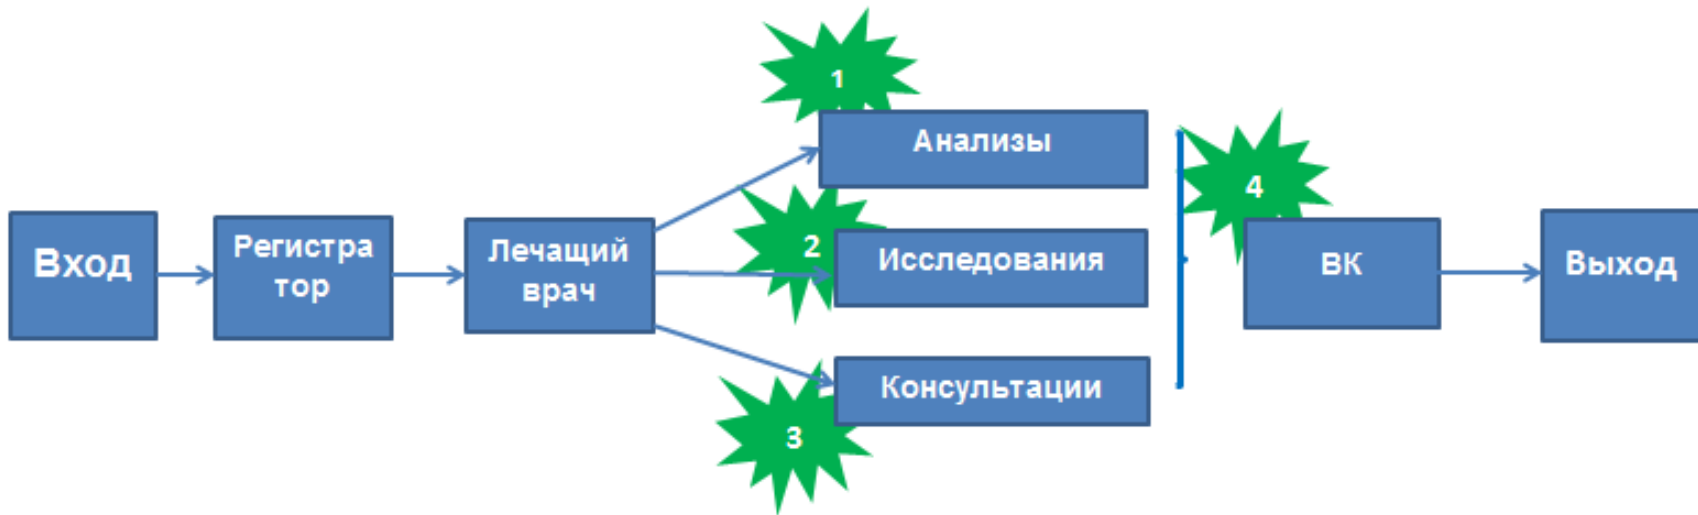 Вход
Регистра
тор
Лечащий
врач
1
Анализы
2
Исследования
3
Консультации
4
ВК
Выход